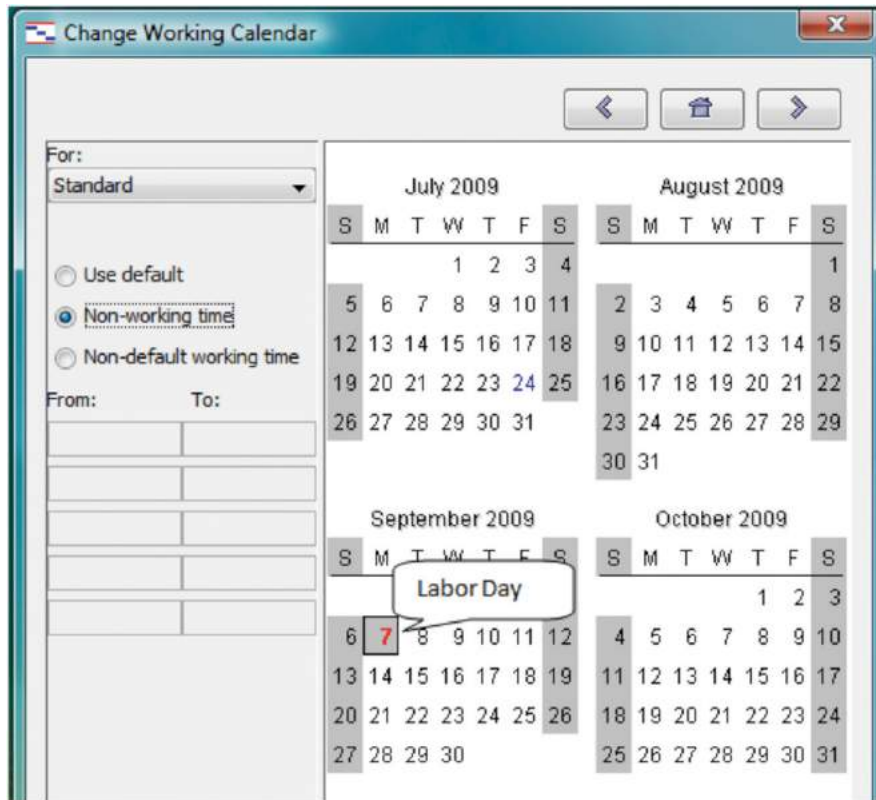 Change Working Calendar
For:
Standard
Use default
Non-working time
Non-default working time
From: To:
July 2009
S M T W T F S
1 2 3 4
5 6 7 8 9 10 11
12 13 14 15 16 17 18
19 20 21 22 23 24 25
26 27 28 29 30 31
August 2009
S M T W T F S
1
2 3 4 5 6 7 8
9 10 11 12 13 14 15
16 17 18 19 20 21 22
23 24 25 26 27 28 29
30 31
September 2009
S M T W T F S
Labor Day
6 7 8 9 10 11 12
13 14 15 16 17 18 19
20 21 22 23 24 25 26
27 28 29 30
October 2009
S M T W T F S
1 2 3
4 5 6 7 8 9 10
11 12 13 14 15 16 17
18 19 20 21 22 23 24
25 26 27 28 29 30 31